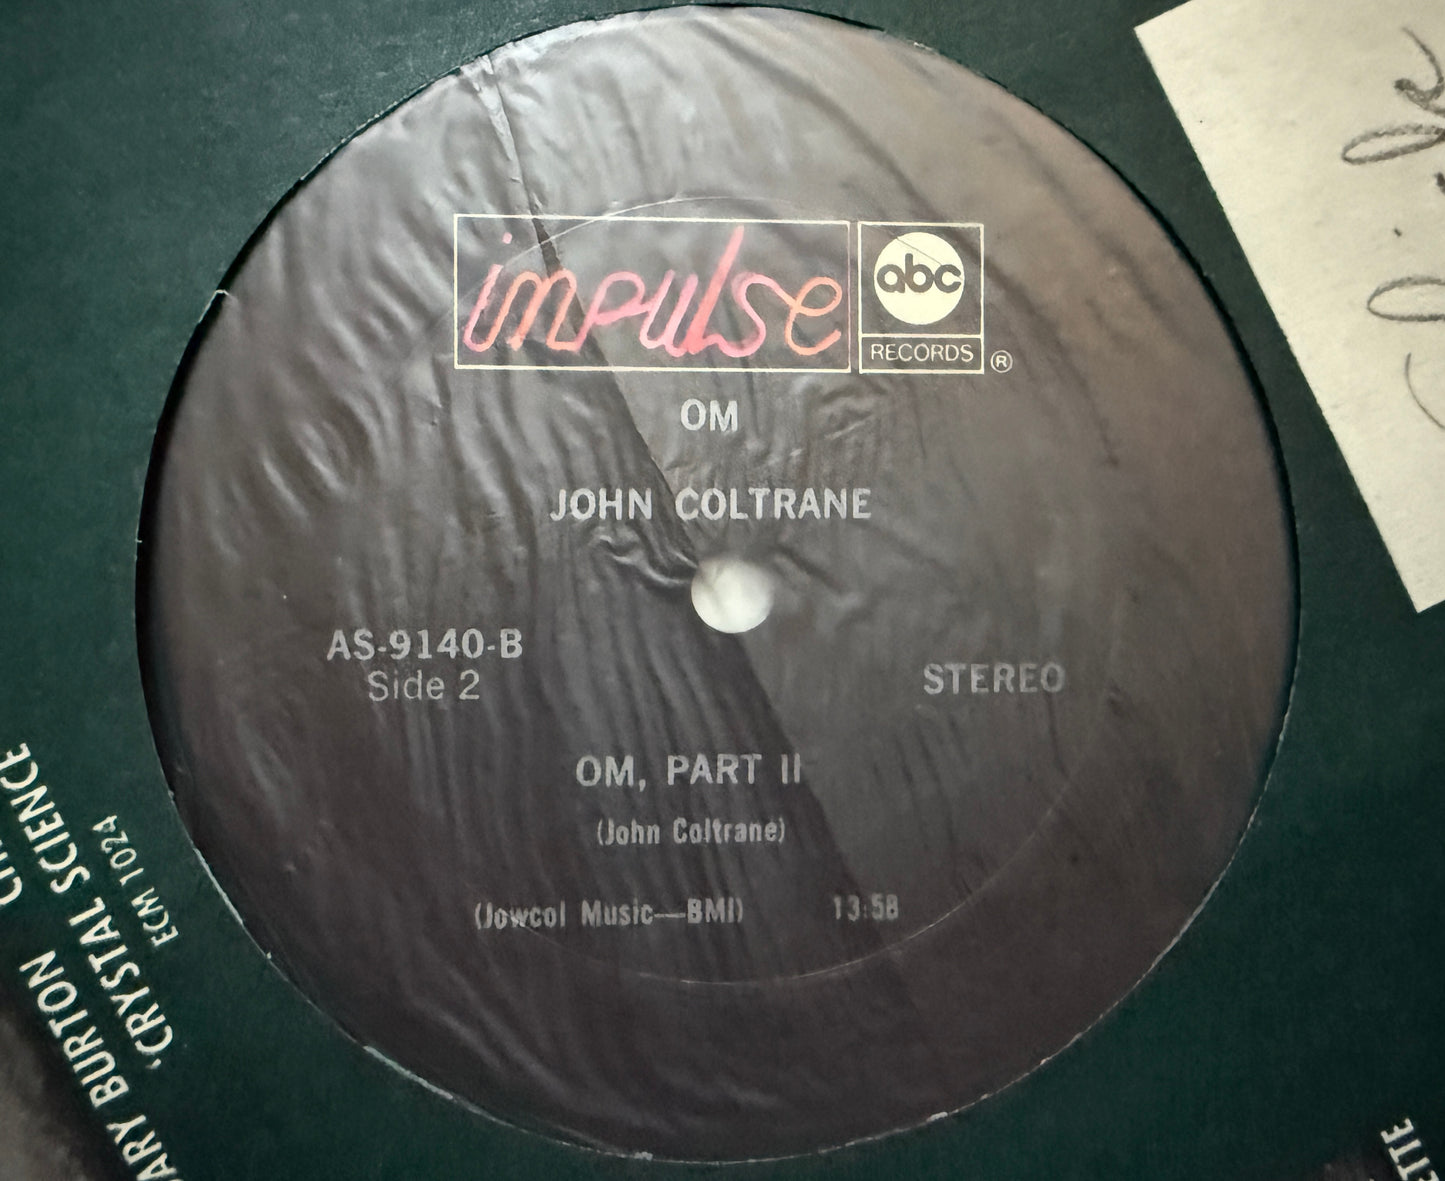 impulse
abc
RECORDS ®
OM
JOHN COLTRANE
AS-9140-B
Side 2
STEREO
OM, PART II
(John Coltrane)
(Jowcol Music—BMI)
13:58
BURTON
'CRYSTAL SCIENCE
ECM 1024